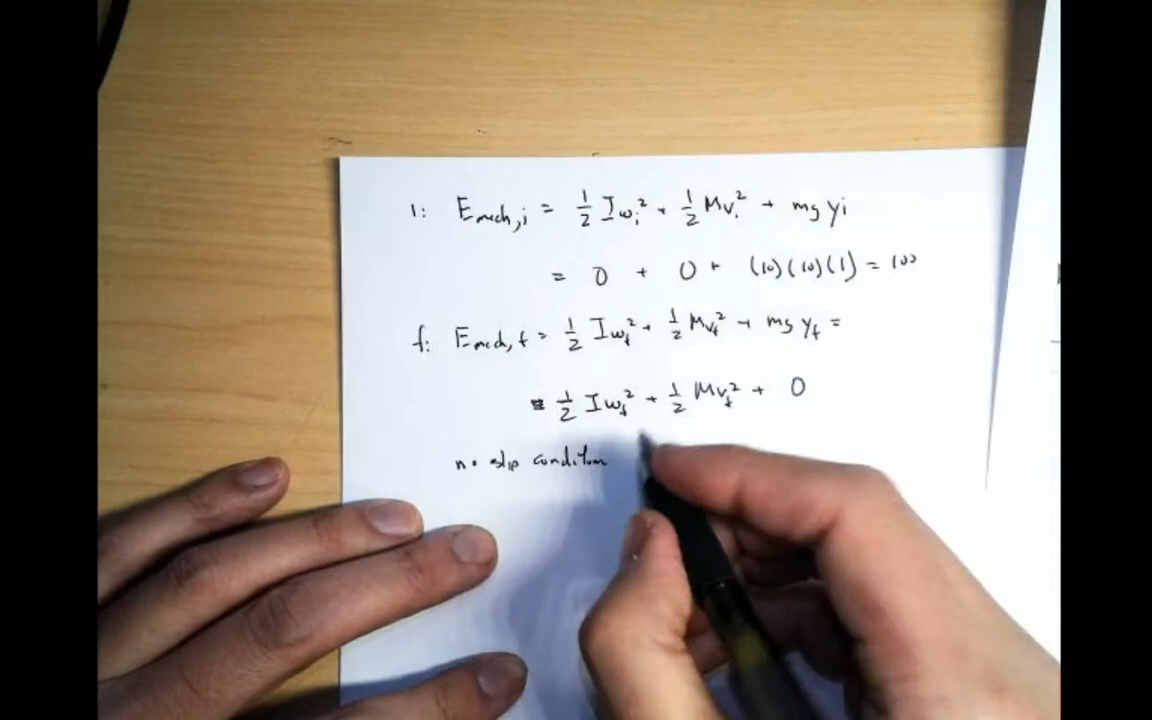 i: E_mech,i = 1/2 Iω_i² + 1/2 Mv_i² + mg yi
= 0 + 0 + (10)(10)(1) = 100
f: E_mech,f = 1/2 Iω_f² + 1/2 Mv_f² + mg y_f =
= 1/2 Iω_f² + 1/2 Mv_f² + 0
no slip condition